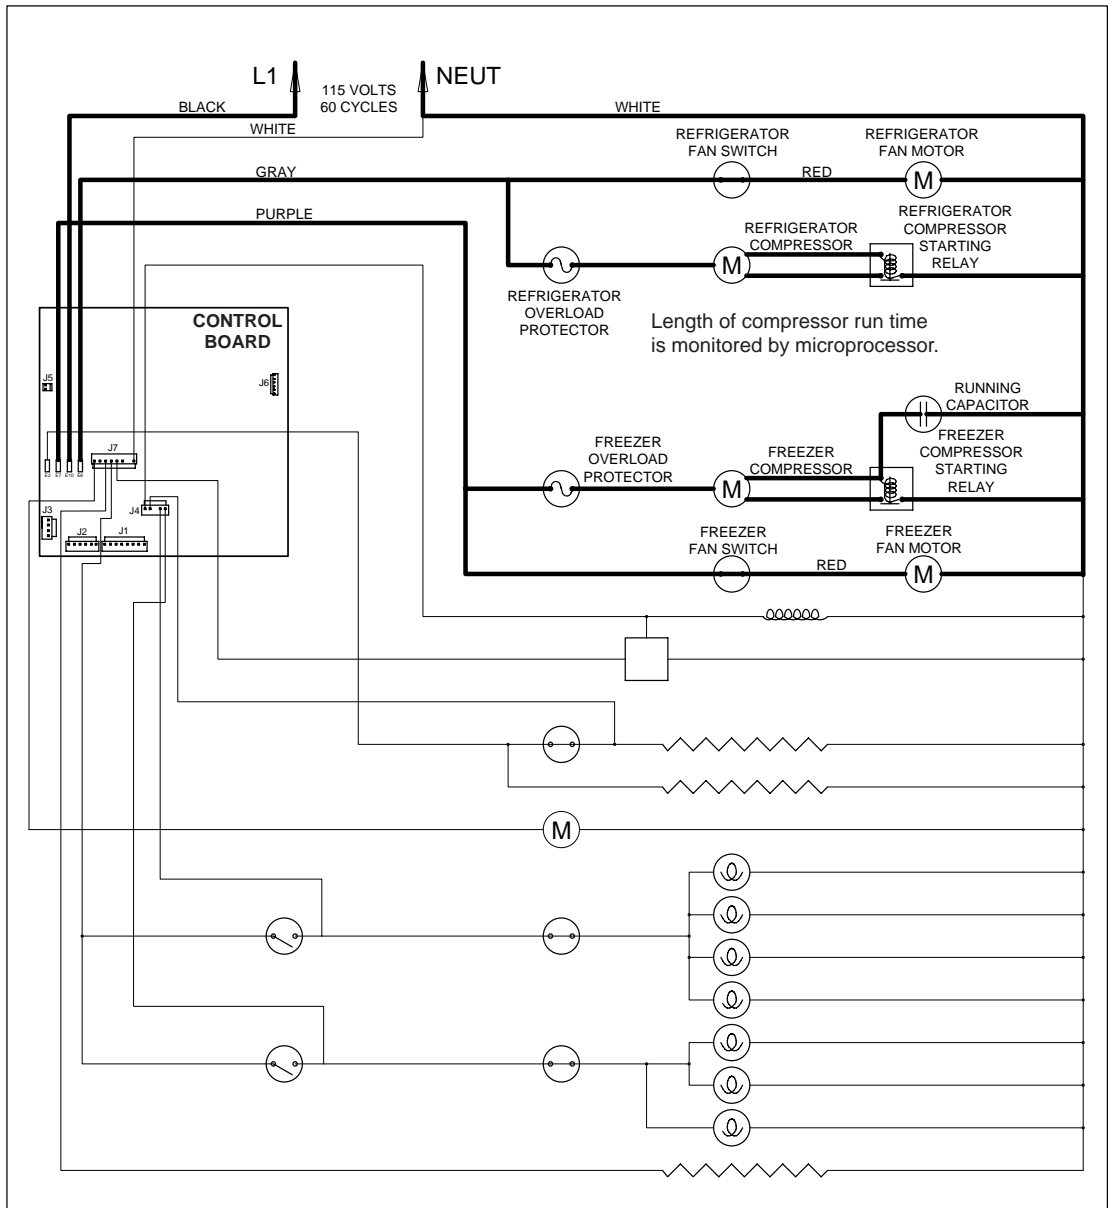 L1
NEUT
115 VOLTS
60 CYCLES
BLACK
WHITE
WHITE
REFRIGERATOR
FAN SWITCH
REFRIGERATOR
FAN MOTOR
GRAY
RED
M
PURPLE
REFRIGERATOR
COMPRESSOR
REFRIGERATOR
COMPRESSOR
STARTING
RELAY
M
REFRIGERATOR
OVERLOAD
PROTECTOR
Length of compressor run time
is monitored by microprocessor.
CONTROL
BOARD
J5
J6
RUNNING
CAPACITOR
FREEZER
OVERLOAD
PROTECTOR
FREEZER
COMPRESSOR
FREEZER
COMPRESSOR
STARTING
RELAY
M
J7
E7
E10
J4
J3
J2
J1
FREEZER
FAN SWITCH
FREEZER
FAN MOTOR
RED
M
M